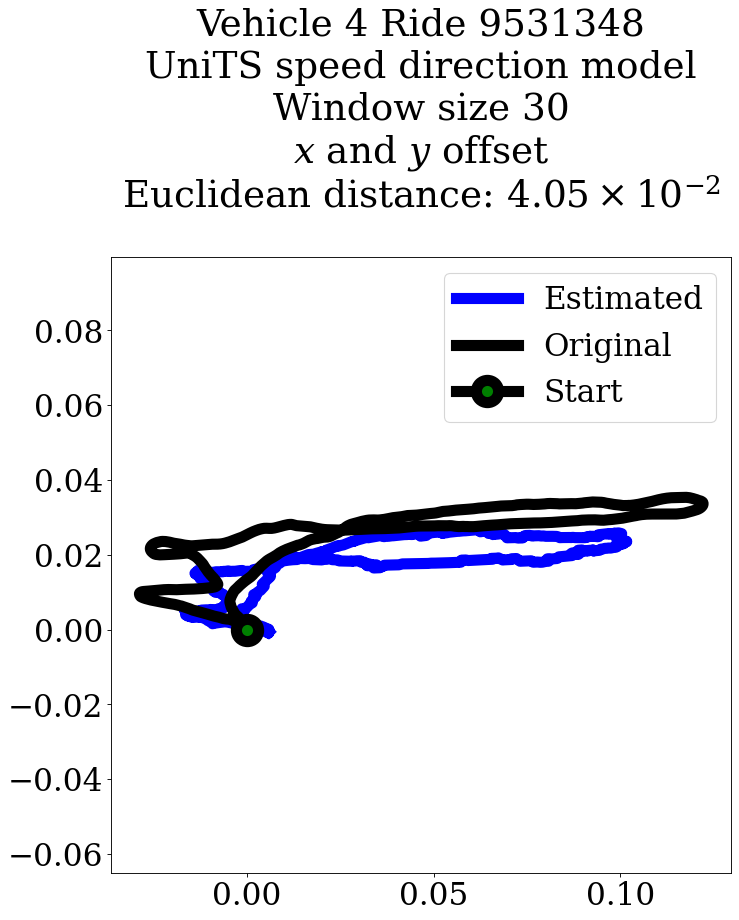 Vehicle 4 Ride 9531348
UniTS speed direction model
Window size 30
x and y offset
Euclidean distance: 4.05 × 10⁻²
Estimated
Original
Start
0.08
0.06
0.04
0.02
0.00
−0.02
−0.04
−0.06
0.00 0.05 0.10